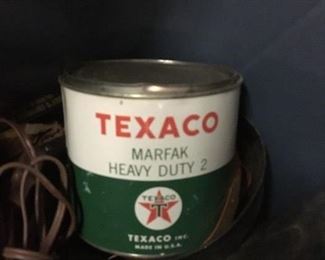 TEXACO
MARFAK
HEAVY DUTY 2
TEXACO
T
TEXACO INC.
MADE IN U.S.A.